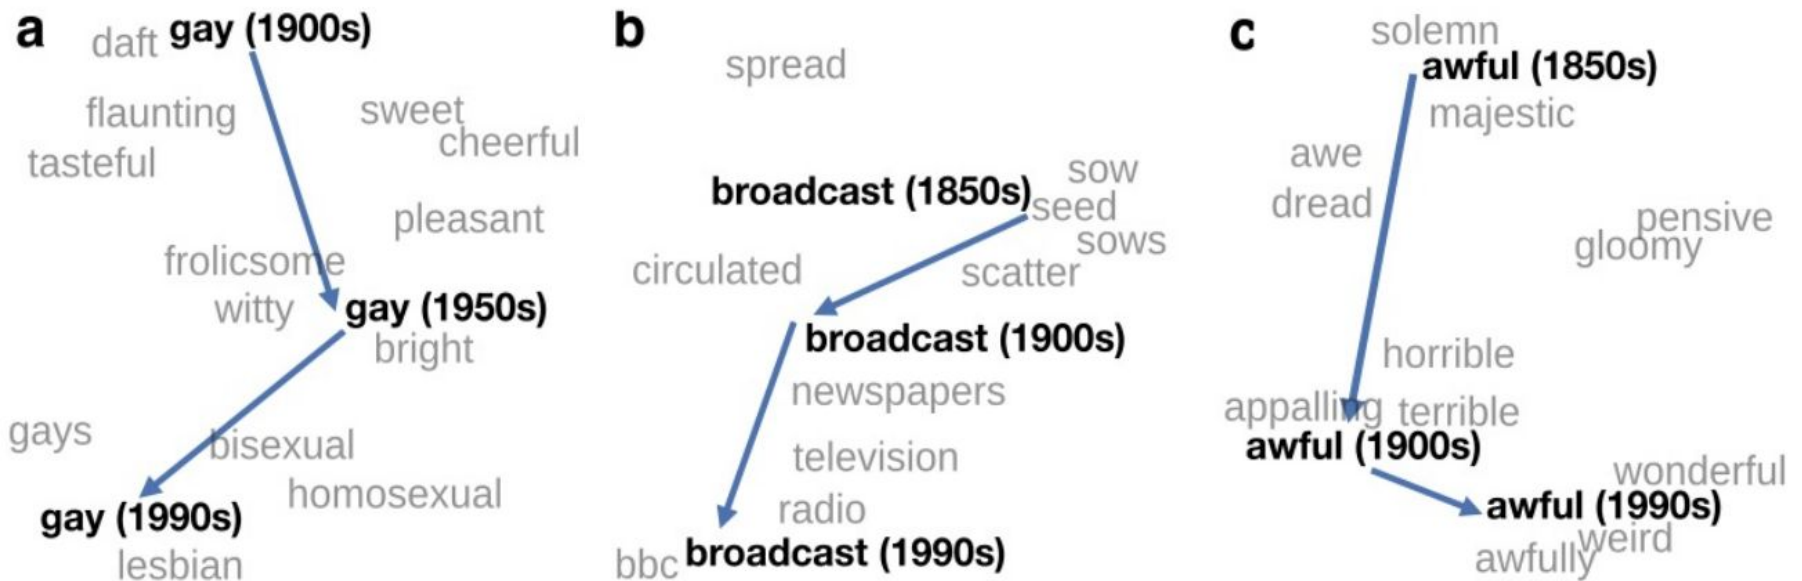 a
daft gay (1900s)
flaunting sweet
cheerful
tasteful
pleasant
frolicsome
witty gay (1950s)
bright
gays bisexual
homosexual
gay (1990s)
lesbian
b
spread
sow
broadcast (1850s) seed
sows
circulated scatter
broadcast (1900s)
newspapers
television
radio
bbc broadcast (1990s)
c
solemn
awful (1850s)
majestic
awe
dread pensive
gloomy
horrible
appalling terrible
awful (1900s)
wonderful
awful (1990s)
weird
awfully